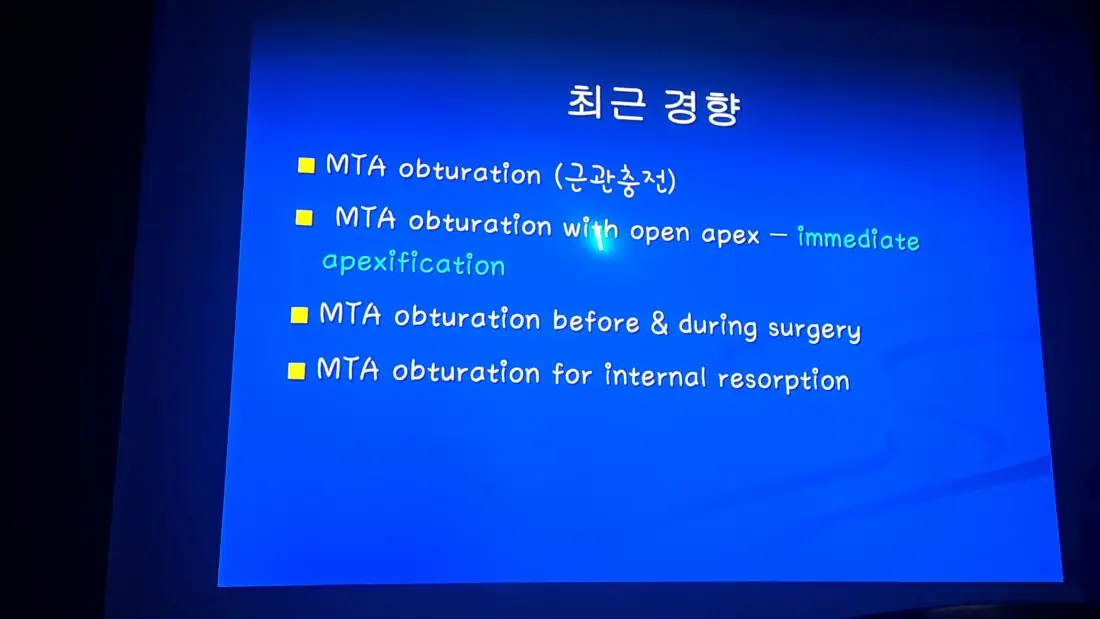 최근 경향
MTA obturation (근관충전)
MTA obturation with open apex – immediate
apexification
MTA obturation before & during surgery
MTA obturation for internal resorption